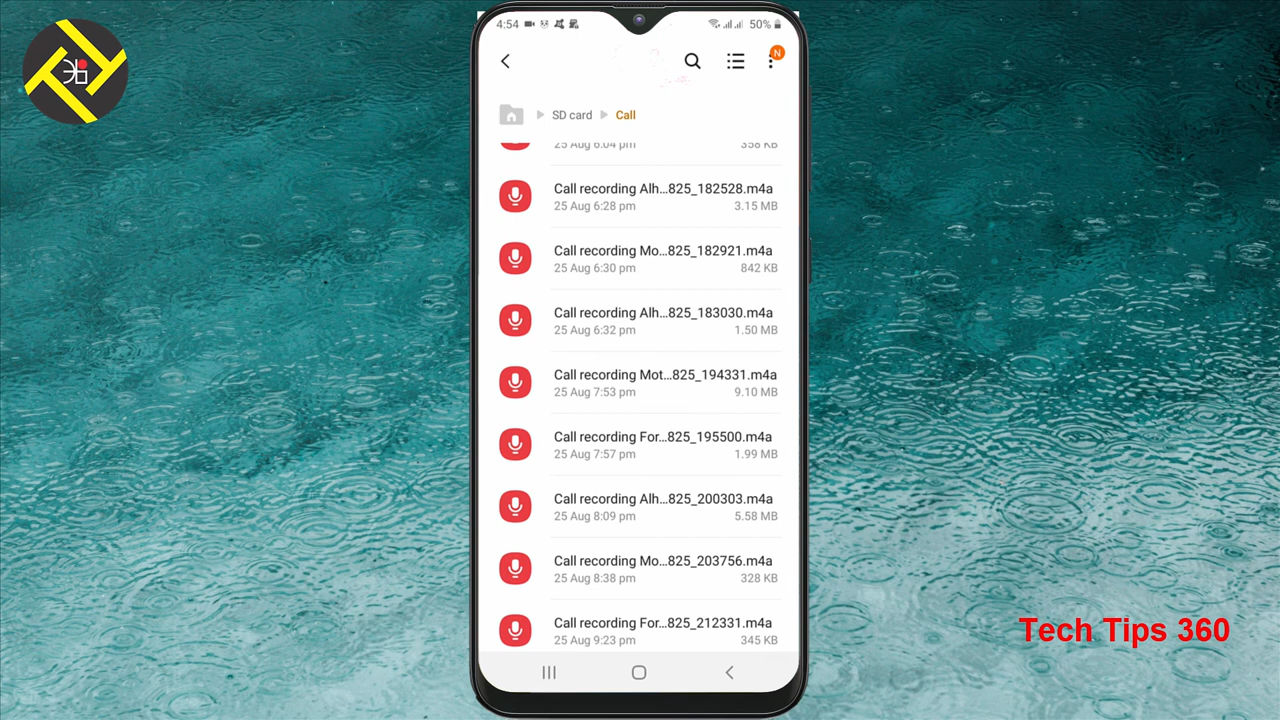 4:54 50%
N
SD card Call
25 Aug 6:04 pm 358 KB
Call recording Alh...825_182528.m4a
25 Aug 6:28 pm 3.15 MB
Call recording Mo...825_182921.m4a
25 Aug 6:30 pm 842 KB
Call recording Alh...825_183030.m4a
25 Aug 6:32 pm 1.50 MB
Call recording Mot...825_194331.m4a
25 Aug 7:53 pm 9.10 MB
Call recording For...825_195500.m4a
25 Aug 7:57 pm 1.99 MB
Call recording Alh...825_200303.m4a
25 Aug 8:09 pm 5.58 MB
Call recording Mo...825_203756.m4a
25 Aug 8:38 pm 328 KB
Call recording For...825_212331.m4a
25 Aug 9:23 pm 345 KB
Tech Tips 360